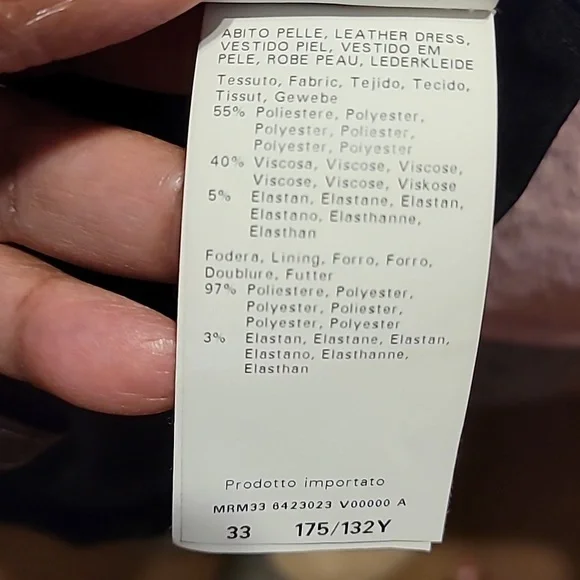 ABITO PELLE, LEATHER DRESS,
VESTIDO PIEL, VESTIDO EM
PELE, ROBE PEAU, LEDERKLEIDE
Tessuto, Fabric, Tejido, Tecido,
Tissut, Gewebe
55% Poliestere, Polyester,
Polyester, Poliester,
Polyester, Polyester
40% Viscosa, Viscose, Viscose,
Viscose, Viscose, Viskose
5% Elastan, Elastane, Elastan,
Elastano, Elasthanne,
Elasthan
Fodera, Lining, Forro, Forro,
Doublure, Futter
97% Poliestere, Polyester,
Polyester, Poliester,
Polyester, Polyester
3% Elastan, Elastane, Elastan,
Elastano, Elasthanne,
Elasthan
Prodotto importato
MRM33 6423023 V00000 A
33 175/132Y